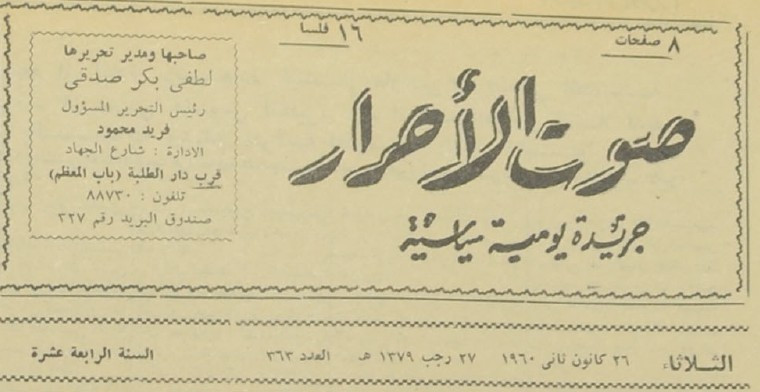 ٨ صفحات
١٦ فلسا
صوت الأحرار
جريدة يومية سياسية
صاحبها ومدير تحريرها
لطفي بكر صدقي
رئيس التحرير المسؤول
فريد محمود
الادارة : شارع الجهاد
قرب دار الطلبة (باب المعظم)
تلفون : ٨٨٧٣٠
صندوق البريد رقم ٣٢٧
الثلاثاء ٢٦ كانون ثانى ١٩٦٠ ٢٧ رجب ١٣٧٩ هـ العدد ٣٦٣ السنة الرابعة عشرة